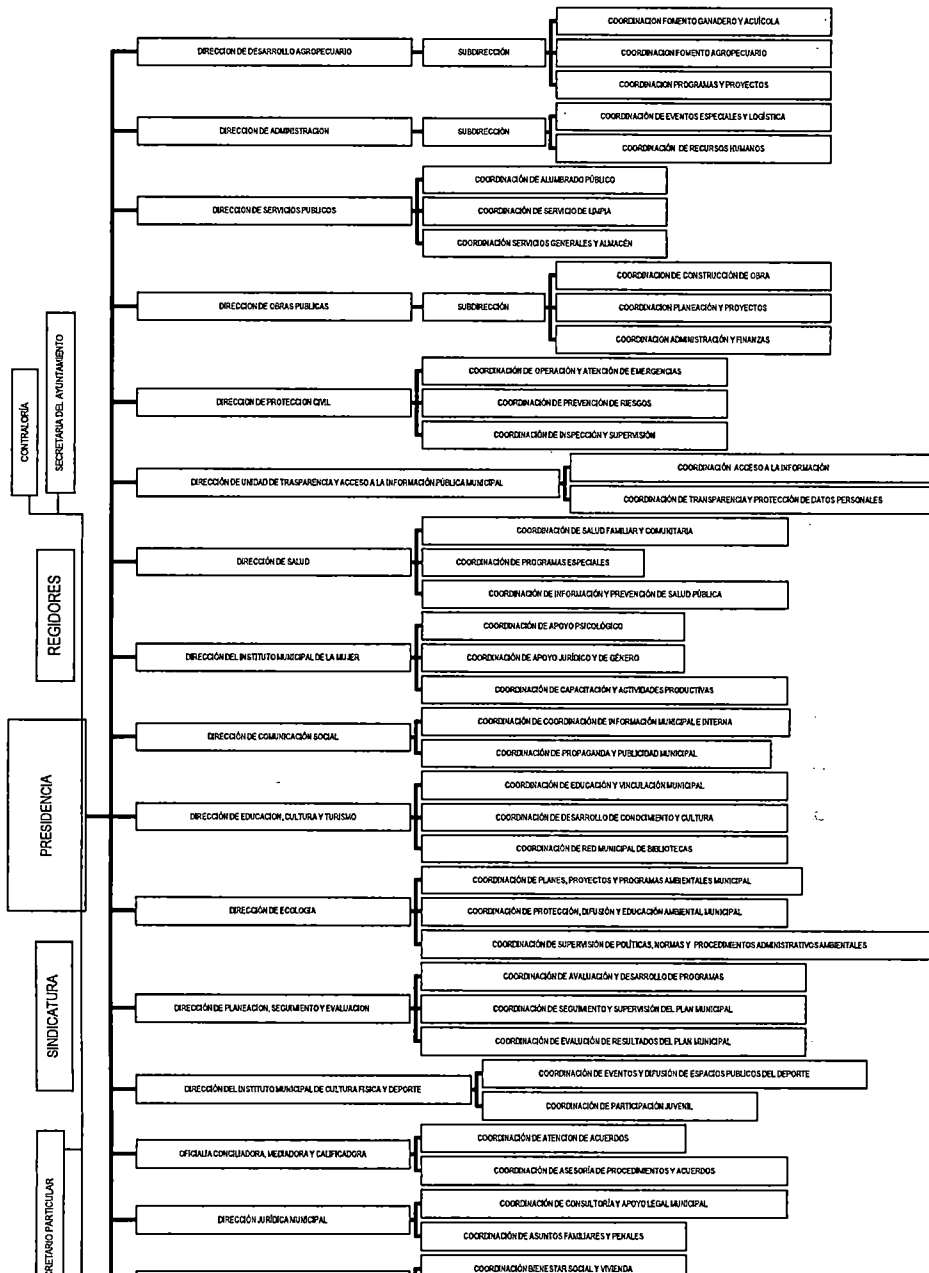 DIRECCION DE DESARROLLO AGROPECUARIO
SUBDIRECCIÓN
COORDINACION FOMENTO GANADERO Y ACUÍCOLA
COORDINACION FOMENTO AGROPECUARIO
COORDINACION PROGRAMAS Y PROYECTOS
DIRECCION DE ADMINISTRACION
SUBDIRECCIÓN
COORDINACIÓN DE EVENTOS ESPECIALES Y LOGÍSTICA
COORDINACIÓN DE RECURSOS HUMANOS
DIRECCION DE SERVICIOS PUBLICOS
COORDINACIÓN DE ALUMBRADO PÚBLICO
COORDINACIÓN DE SERVICIO DE LIMPIA
COORDINACIÓN SERVICIOS GENERALES Y ALMACÉN
DIRECCION DE OBRAS PUBLICAS
SUBDIRECCIÓN
COORDINACION DE CONSTRUCCIÓN DE OBRA
COORDINACION PLANEACIÓN Y PROYECTOS
COORDINACION ADMINISTRACIÓN Y FINANZAS
CONTRALORÍA
SECRETARIA DEL AYUNTAMIENTO
DIRECCION DE PROTECCION CIVIL
COORDINACIÓN DE OPERACIÓN Y ATENCIÓN DE EMERGENCIAS
COORDINACIÓN DE PREVENCIÓN DE RIESGOS
COORDINACIÓN DE INSPECCIÓN Y SUPERVISIÓN
DIRECCIÓN DE UNIDAD DE TRASPARENCIA Y ACCESO A LA INFORMACIÓN PÚBLICA MUNICIPAL
COORDINACIÓN ACCESO A LA INFORMACIÓN
COORDINACIÓN DE TRANSPARENCIA Y PROTECCIÓN DE DATOS PERSONALES
REGIDORES
DIRECCIÓN DE SALUD
COORDINACIÓN DE SALUD FAMILIAR Y COMUNITARIA
COORDINACIÓN DE PROGRAMAS ESPECIALES
COORDINACIÓN DE INFORMACIÓN Y PREVENCIÓN DE SALUD PÚBLICA
DIRECCIÓN DEL INSTITUTO MUNICIPAL DE LA MUJER
COORDINACIÓN DE APOYO PSICOLÓGICO
COORDINACIÓN DE APOYO JURÍDICO Y DE GÉNERO
COORDINACIÓN DE CAPACITACIÓN Y ACTIVIDADES PRODUCTIVAS
PRESIDENCIA
DIRECCIÓN DE COMUNICACIÓN SOCIAL
COORDINACIÓN DE COORDINACIÓN DE INFORMACIÓN MUNICIPAL E INTERNA
COORDINACIÓN DE PROPAGANDA Y PUBLICIDAD MUNICIPAL
DIRECCIÓN DE EDUCACION, CULTURA Y TURISMO
COORDINACIÓN DE EDUCACIÓN Y VINCULACIÓN MUNICIPAL
COORDINACIÓN DE DESARROLLO DE CONOCIMIENTO Y CULTURA
COORDINACIÓN DE RED MUNICIPAL DE BIBLIOTECAS
DIRECCIÓN DE ECOLOGIA
COORDINACIÓN DE PLANES, PROYECTOS Y PROGRAMAS AMBIENTALES MUNICIPAL
COORDINACIÓN DE PROTECCIÓN, DIFUSIÓN Y EDUCACIÓN AMBIENTAL MUNICIPAL
COORDINACIÓN DE SUPERVISIÓN DE POLÍTICAS, NORMAS Y PROCEDIMIENTOS ADMINISTRATIVOS AMBIENTALES
SINDICATURA
DIRECCIÓN DE PLANEACION, SEGUIMIENTO Y EVALUACION
COORDINACIÓN DE AVALUACIÓN Y DESARROLLO DE PROGRAMAS
COORDINACIÓN DE SEGUIMIENTO Y SUPERVISIÓN DEL PLAN MUNICIPAL
COORDINACIÓN DE EVALUCIÓN DE RESULTADOS DEL PLAN MUNICIPAL
DIRECCIÓN DEL INSTITUTO MUNICIPAL DE CULTURA FISICA Y DEPORTE
COORDINACIÓN DE EVENTOS Y DIFUSIÓN DE ESPACIOS PUBLICOS DEL DEPORTE
COORDINACIÓN DE PARTICIPACIÓN JUVENIL
CRETARIO PARTICULAR
OFICIALIA CONCILIADORA, MEDIADORA Y CALIFICADORA
COORDINACIÓN DE ATENCION DE ACUERDOS
COORDINACIÓN DE ASESORÍA DE PROCEDIMIENTOS Y ACUERDOS
DIRECCIÓN JURÍDICA MUNICIPAL
COORDINACIÓN DE CONSULTORÍA Y APOYO LEGAL MUNICIPAL
COORDINACIÓN DE ASUNTOS FAMILIARES Y PENALES
COORDINACIÓN BIENESTAR SOCIAL Y VIVIENDA